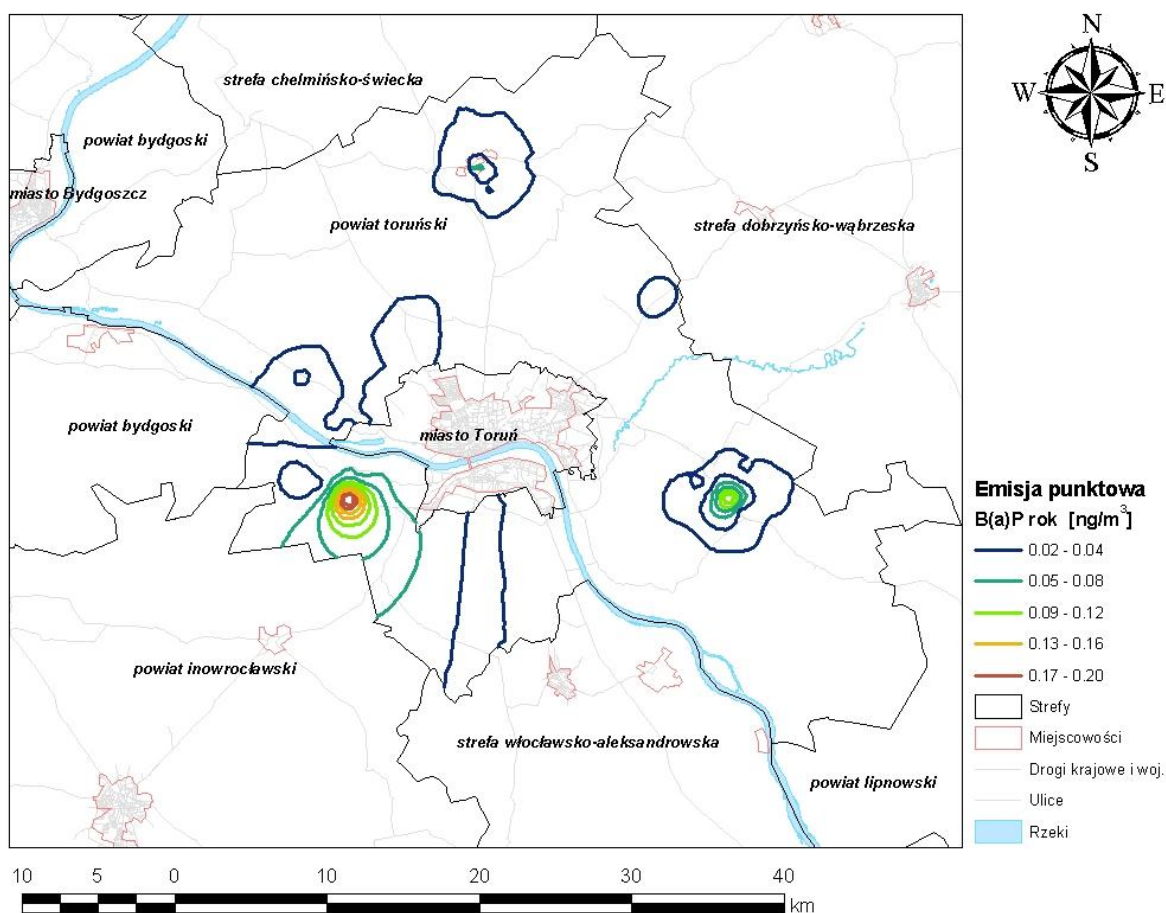 N
W
E
S
strefa chełmińsko-świecka
powiat bydgoski
miasto Bydgoszcz
powiat toruński
strefa dobrzyńsko-wąbrzeska
powiat bydgoski
miasto Toruń
powiat inowrocławski
strefa włocławsko-aleksandrowska
powiat lipnowski
Emisja punktowa
B(a)P rok [ng/m³]
0.02 - 0.04
0.05 - 0.08
0.09 - 0.12
0.13 - 0.16
0.17 - 0.20
Strefy
Miejscowości
Drogi krajowe i woj.
Ulice
Rzeki
10 5 0 10 20 30 40
km